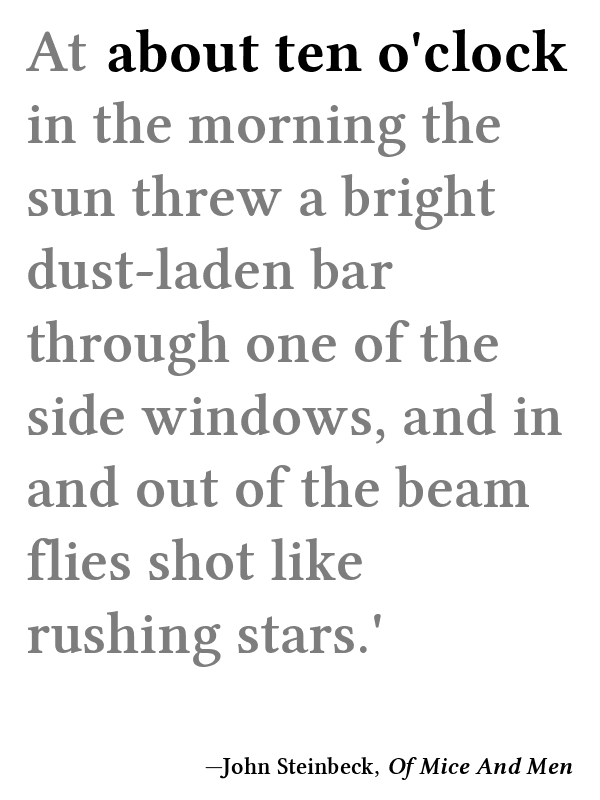 At about ten o'clock
in the morning the
sun threw a bright
dust-laden bar
through one of the
side windows, and in
and out of the beam
flies shot like
rushing stars.'
—John Steinbeck, Of Mice And Men